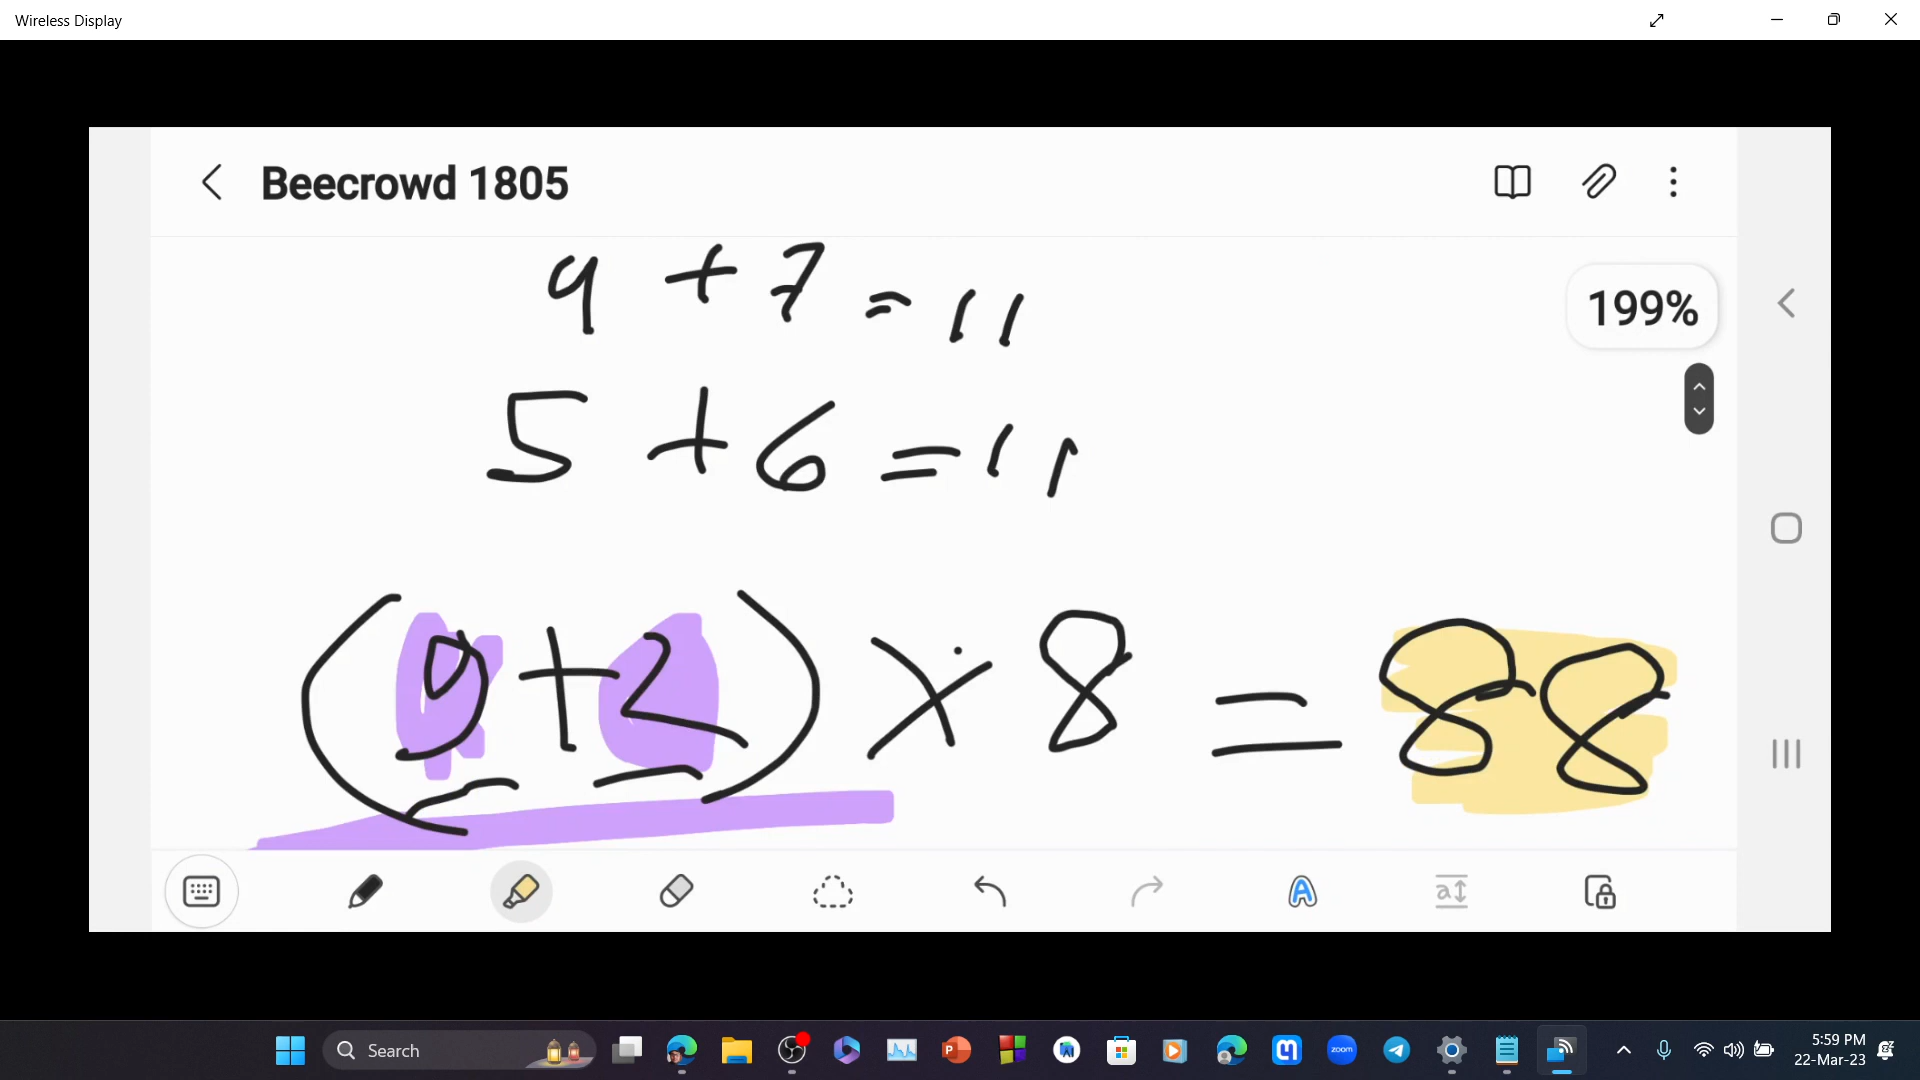 Wireless Display
Beecrowd 1805
199%
4 + 7 = 11
5 + 6 = 11
(9+2) × 8 = 88
Search
zoom
5:59 PM
22-Mar-23